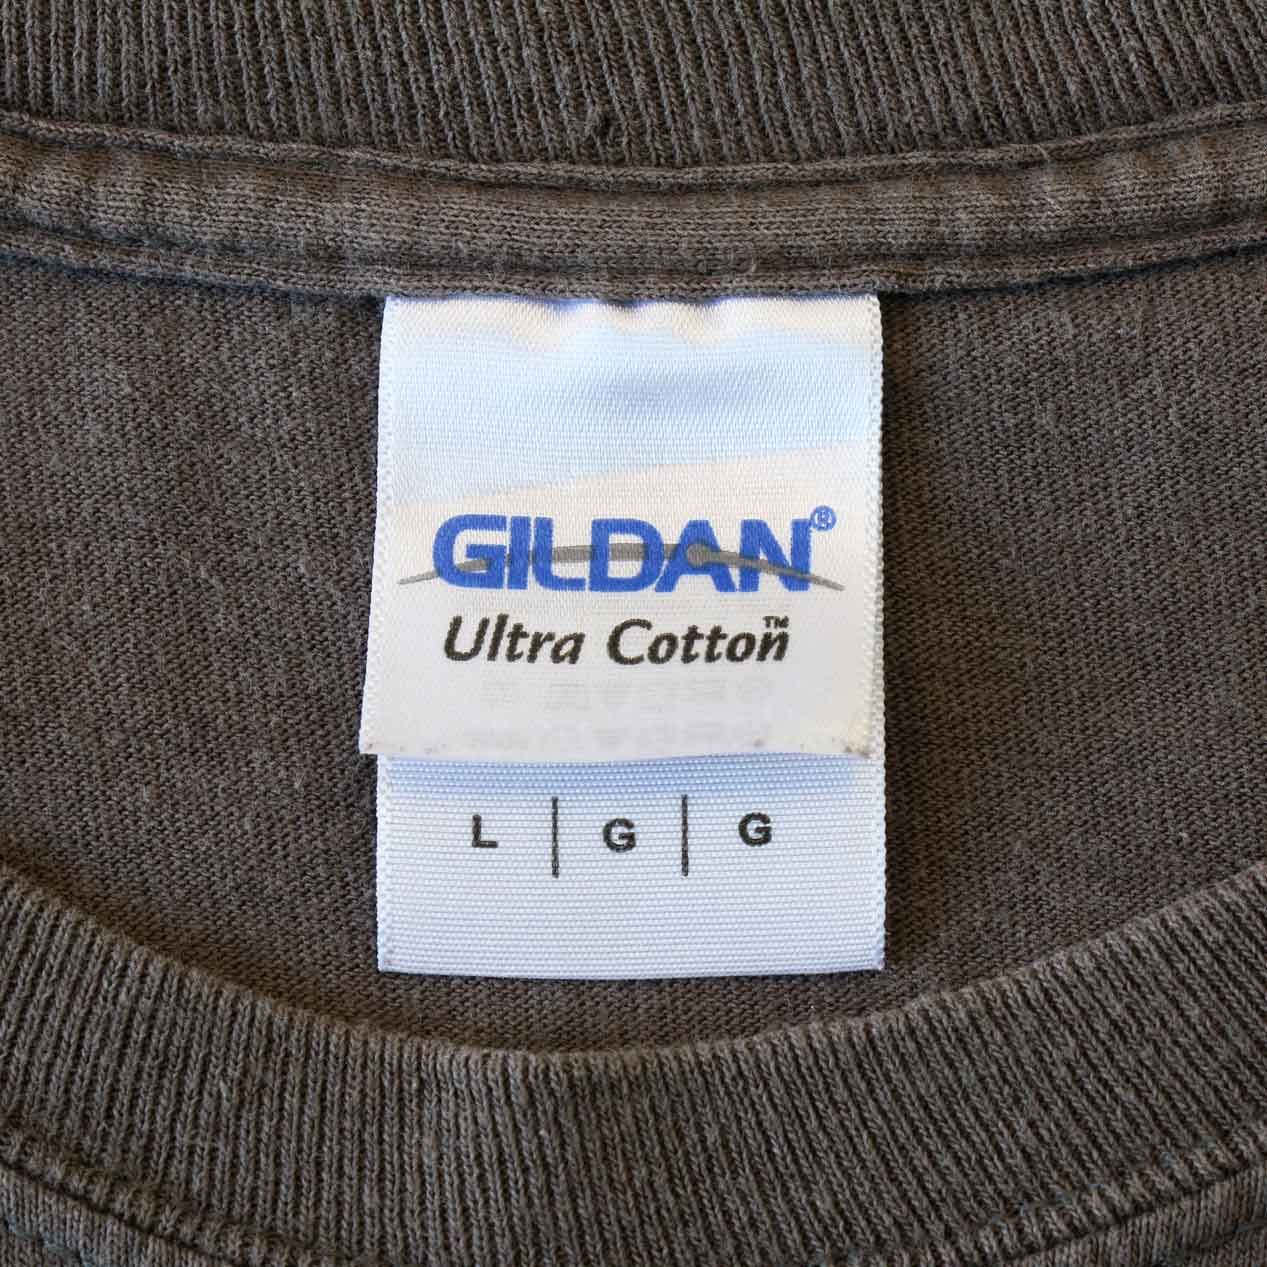 GILDAN®
Ultra Cotton™
L | G | G